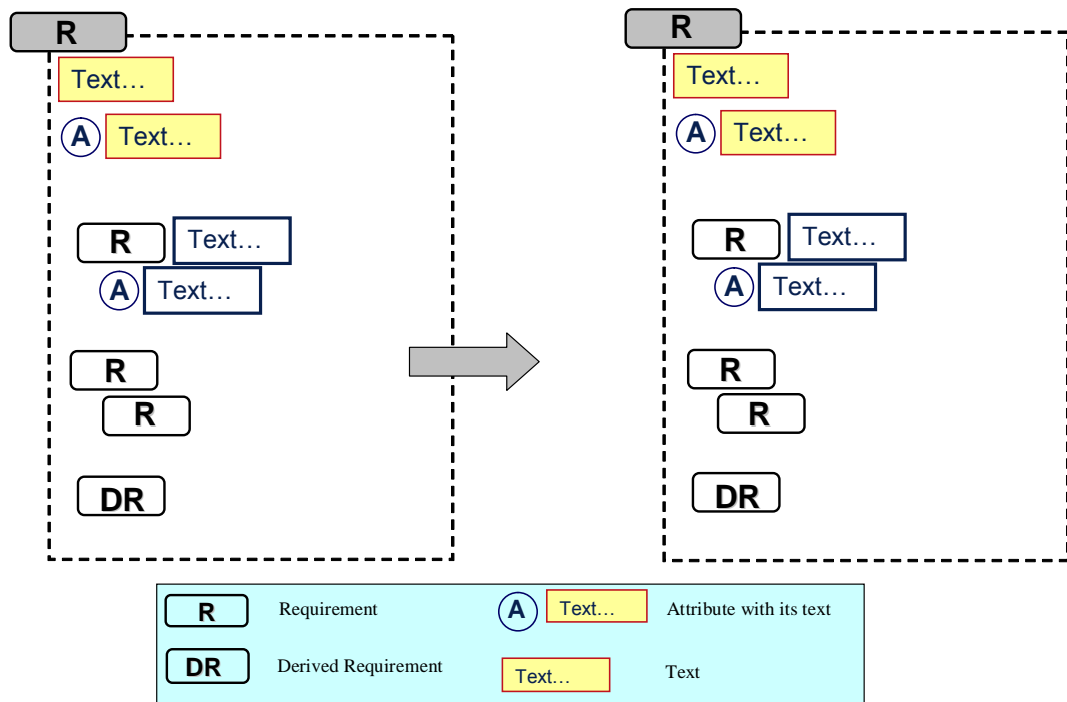 R
Text…
A Text…
R Text…
A Text…
R
R
DR
R
Text…
A Text…
R Text…
A Text…
R
R
DR
R Requirement A Text… Attribute with its text
DR Derived Requirement Text… Text